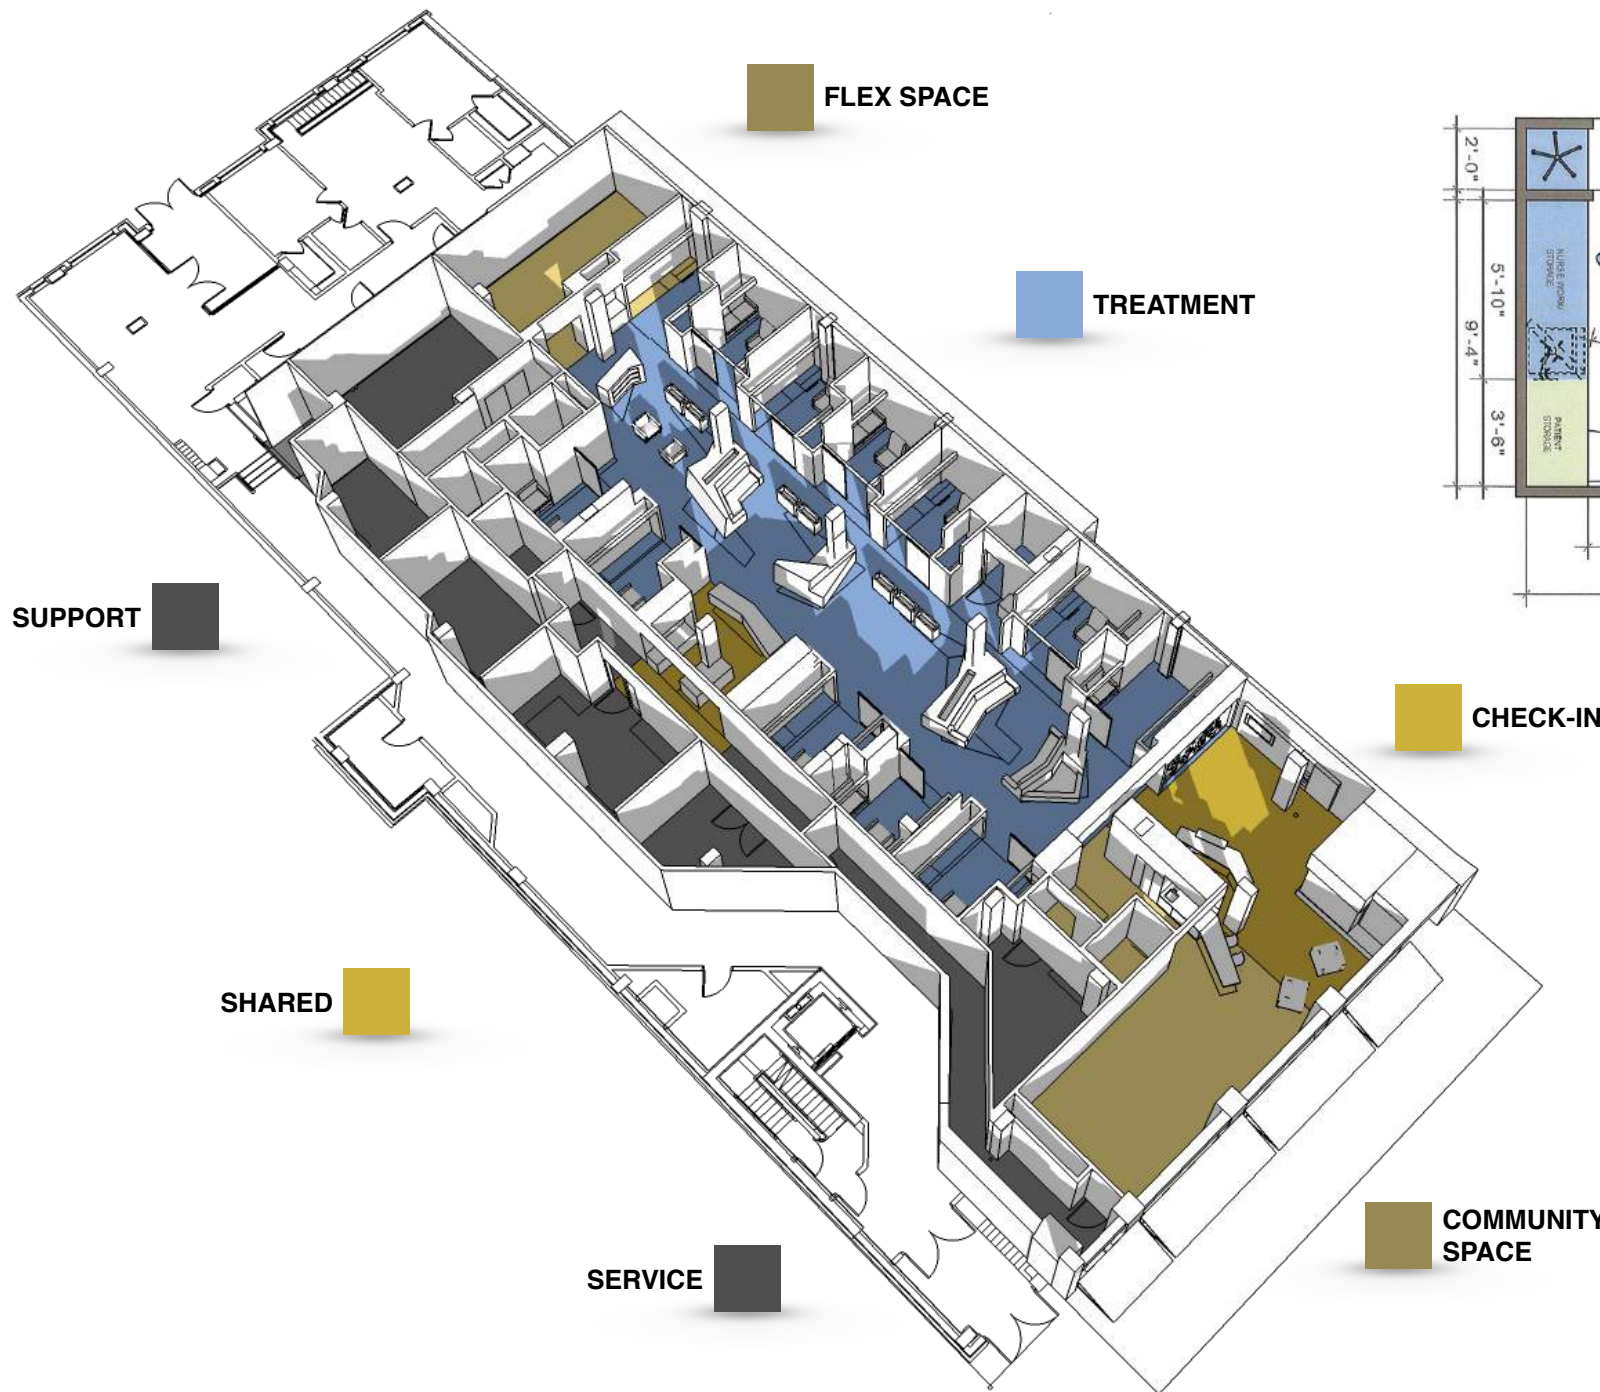 FLEX SPACE
2'-0"
TREATMENT
5'-10"
9'-4"
3'-6"
NURSE WORK
STORAGE
PATIENT
STORAGE
SUPPORT
CHECK-IN
SHARED
COMMUNITY
SPACE
SERVICE